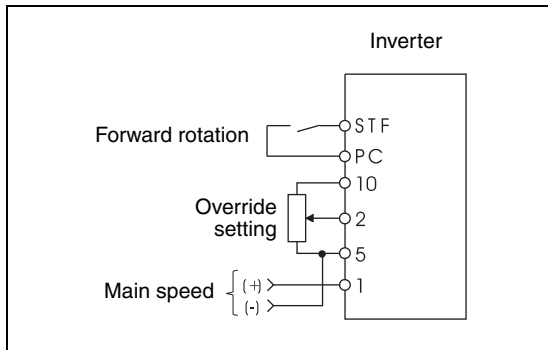 Inverter
Forward rotation
STF
PC
10
Override
setting
2
5
Main speed
(+)
1
(-)